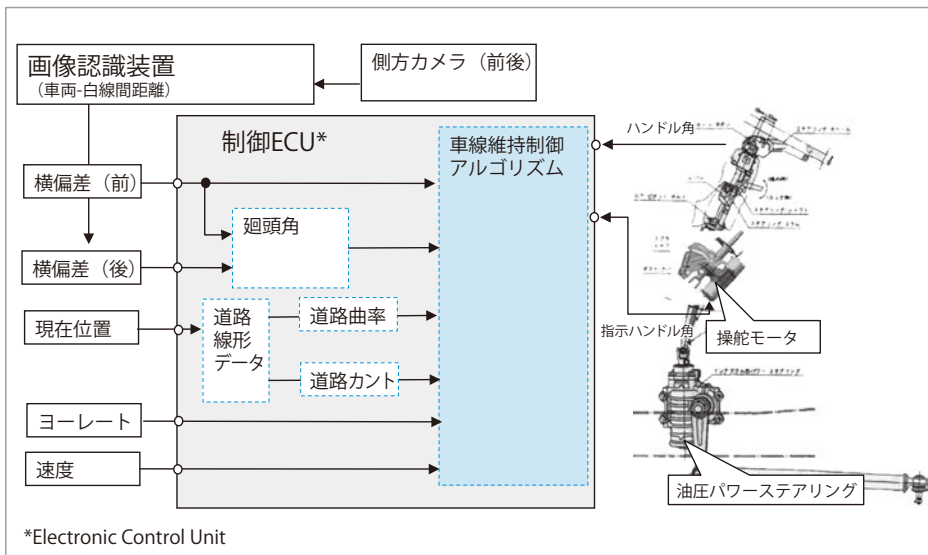 画像認識装置
（車両-白線間距離）
側方カメラ（前後）
制御ECU*
車線維持制御
アルゴリズム
ハンドル角
横偏差（前）
廻頭角
横偏差（後）
現在位置
道路
線形
データ
道路曲率
道路カント
指示ハンドル角
操舵モータ
ヨーレート
速度
油圧パワーステアリング
*Electronic Control Unit